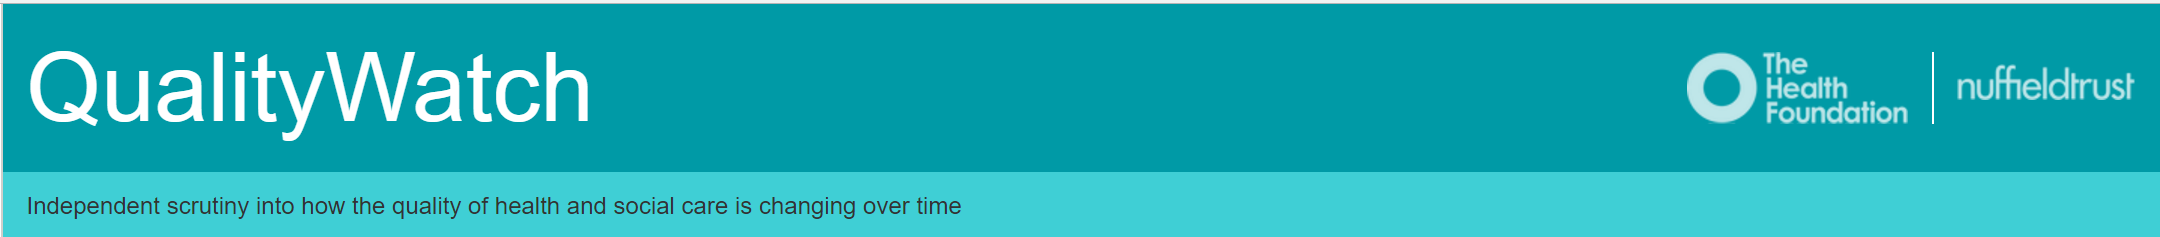 QualityWatch
The
Health
Foundation
nuffieldtrust
Independent scrutiny into how the quality of health and social care is changing over time